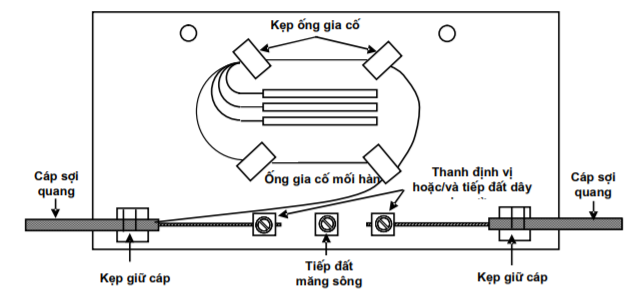 Kẹp ống gia cố
Cáp sợi
quang
Ống gia cố mối hàn
Thanh định vị
hoặc/và tiếp đất dây
Cáp sợi
quang
Kẹp giữ cáp
Tiếp đất
măng sông
Kẹp giữ cáp